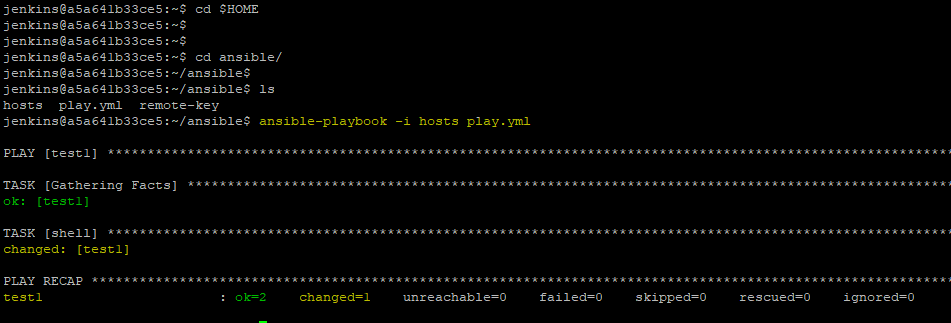 jenkins@a5a641b33ce5:~$ cd $HOME
jenkins@a5a641b33ce5:~$
jenkins@a5a641b33ce5:~$
jenkins@a5a641b33ce5:~$ cd ansible/
jenkins@a5a641b33ce5:~/ansible$
jenkins@a5a641b33ce5:~/ansible$ ls
hosts  play.yml  remote-key
jenkins@a5a641b33ce5:~/ansible$ ansible-playbook -i hosts play.yml
PLAY [test1] *********************************************************************************************************
TASK [Gathering Facts] ***********************************************************************************************
ok: [test1]
TASK [shell] *********************************************************************************************************
changed: [test1]
PLAY RECAP ***********************************************************************************************************
test1                      : ok=2    changed=1    unreachable=0    failed=0    skipped=0    rescued=0    ignored=0